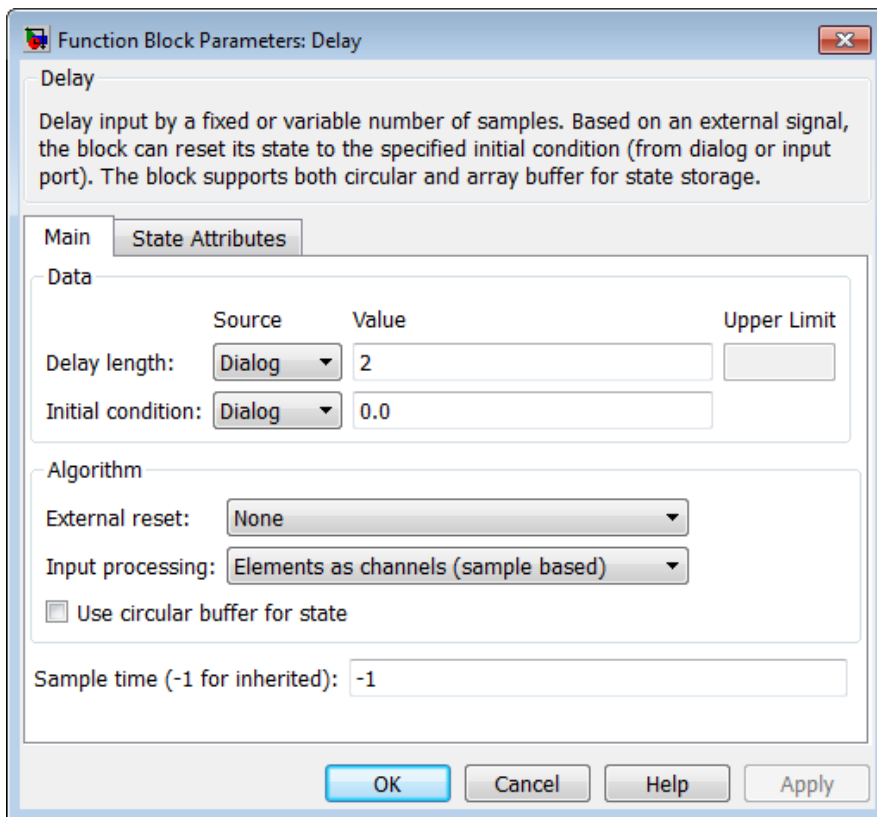 Function Block Parameters: Delay
Delay
Delay input by a fixed or variable number of samples. Based on an external signal,
the block can reset its state to the specified initial condition (from dialog or input
port). The block supports both circular and array buffer for state storage.
Main State Attributes
Data
Source Value Upper Limit
Delay length: Dialog 2
Initial condition: Dialog 0.0
Algorithm
External reset: None
Input processing: Elements as channels (sample based)
Use circular buffer for state
Sample time (-1 for inherited): -1
OK Cancel Help Apply